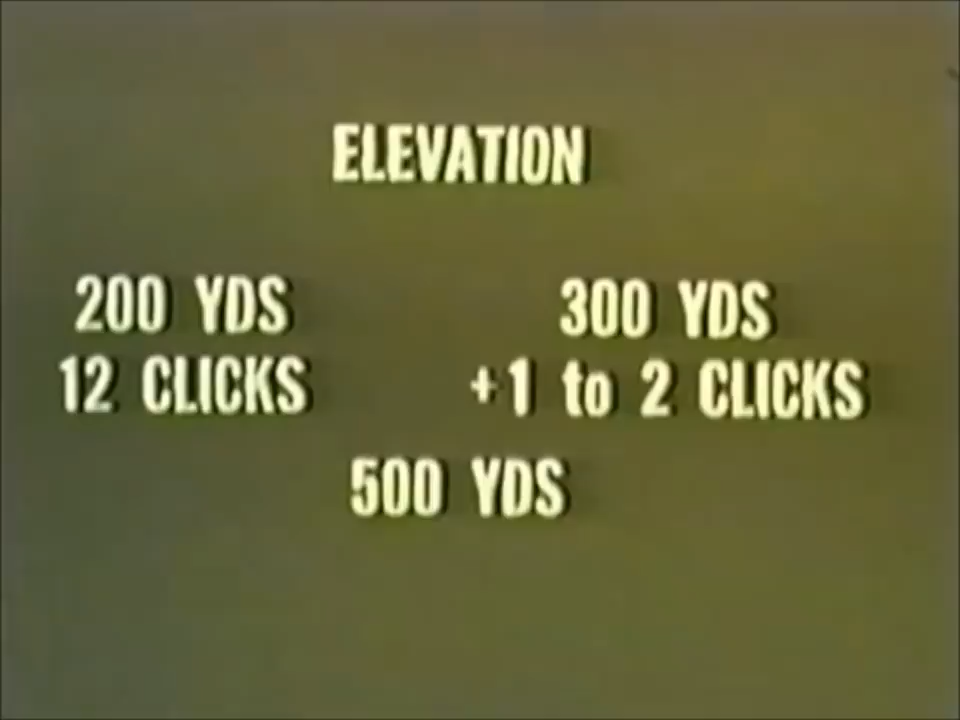 ELEVATION
200 YDS
12 CLICKS
300 YDS
+1 to 2 CLICKS
500 YDS